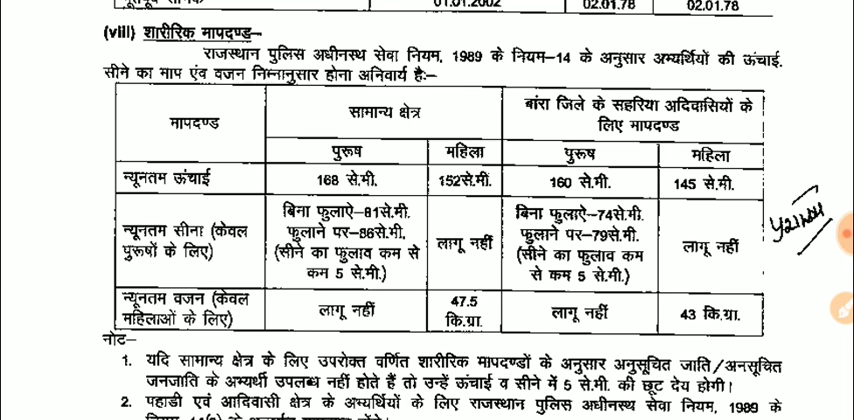 01.01.2002 02.01.78 02.01.78
(viii) शारीरिक मापदण्ड–
राजस्थान पुलिस अधीनस्थ सेवा नियम, 1989 के नियम–14 के अनुसार अभ्यर्थियों की ऊंचाई,
सीने का माप एंव वजन निम्नानुसार होना अनिवार्य है:–
मापदण्ड
सामान्य क्षेत्र
बांरा जिले के सहरिया अदिवासियों के
लिए मापदण्ड
पुरूष महिला पुरूष महिला
न्यूनतम ऊंचाई 168 से.मी. 152से.मी. 160 से.मी. 145 से.मी.
न्यूनतम सीना (केवल
पुरूषों के लिए)
बिना फुलाऐ–81से.मी.
फुलाने पर–86से.मी.
(सीने का फुलाव कम से
कम 5 से.मी.)
लागू नहीं
बिना फुलाऐ–74से.मी.
फुलाने पर–79से.मी.
(सीने का फुलाव कम
से कम 5 से.मी.)
लागू नहीं
न्यूनतम वजन (केवल
महिलाओं के लिए)
लागू नहीं
47.5
कि.ग्रा.
लागू नहीं
43 कि.ग्रा.
नोट–
1. यदि सामान्य क्षेत्र के लिए उपरोक्त वर्णित शारीरिक मापदण्डों के अनुसार अनुसूचित जाति/अनसूचित
जनजाति के अभ्यर्थी उपलब्ध नहीं होते हैं तो उन्हें ऊंचाई व सीने में 5 से.मी. की छूट देय होगी।
2. पहाडी एवं आदिवासी क्षेत्र के अभ्यर्थियों के लिए राजस्थान पुलिस अधीनस्थ सेवा नियम, 1989 के